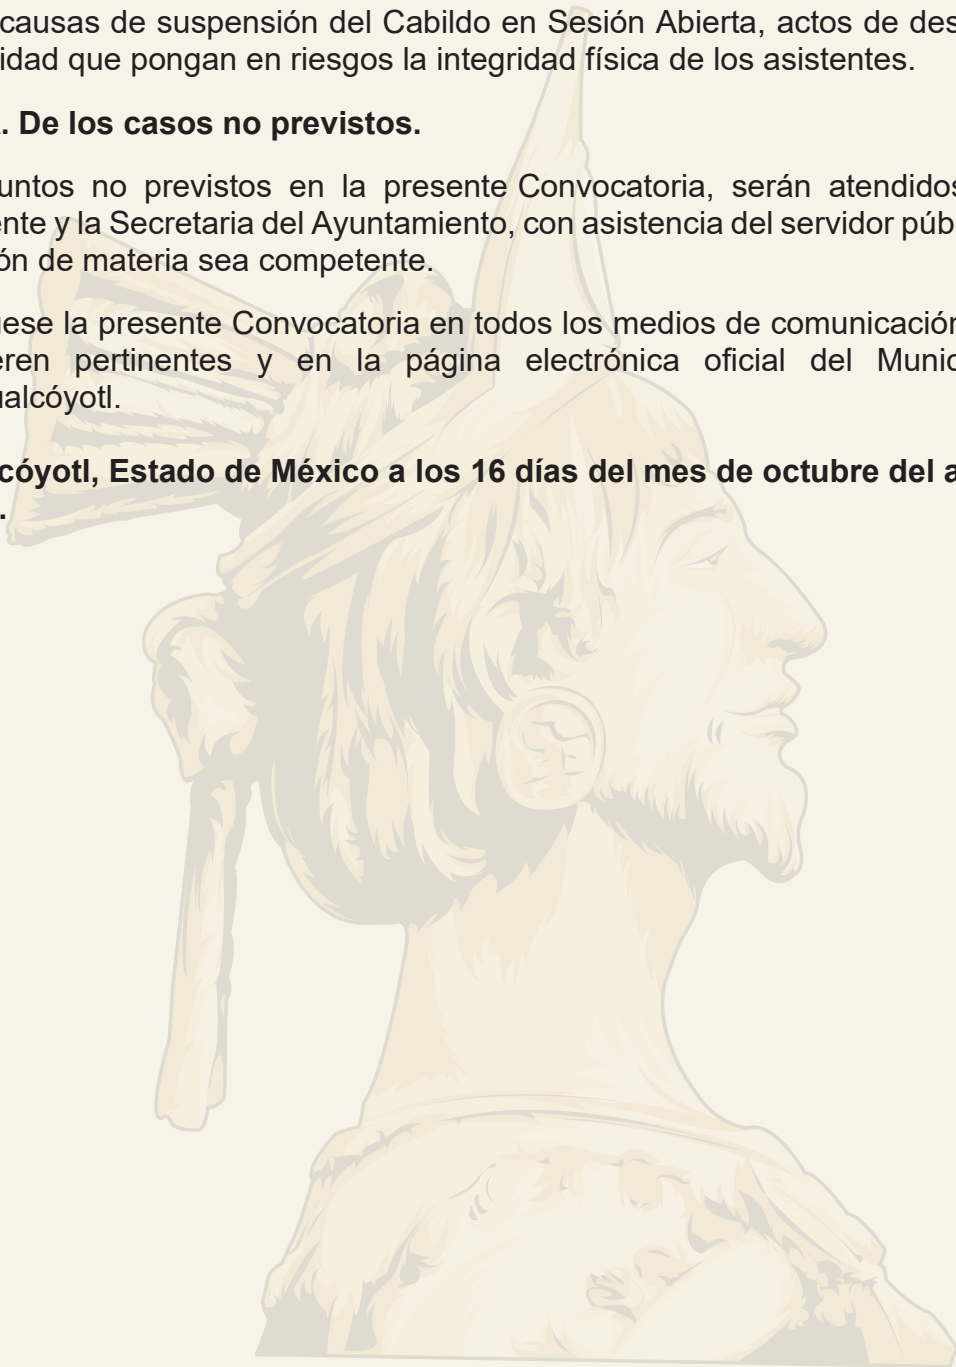 causas de suspensión del Cabildo en Sesión Abierta, actos de des
idad que pongan en riesgos la integridad física de los asistentes.
. De los casos no previstos.
untos no previstos en la presente Convocatoria, serán atendidos
ente y la Secretaria del Ayuntamiento, con asistencia del servidor púb
ón de materia sea competente.
uese la presente Convocatoria en todos los medios de comunicación
eren pertinentes y en la página electrónica oficial del Munic
ualcóyotl.
cóyotl, Estado de México a los 16 días del mes de octubre del a
.